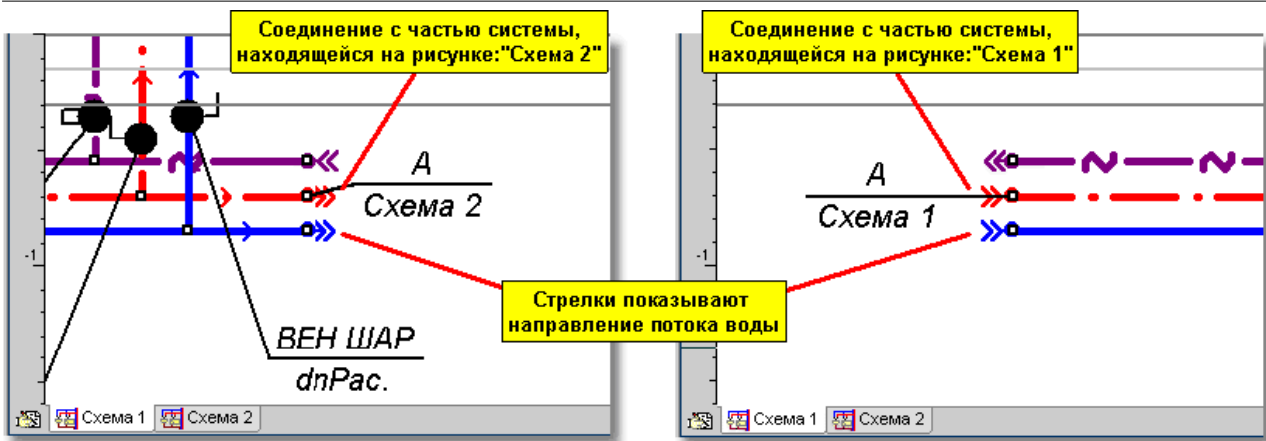 Соединение с частью системы,
находящейся на рисунке:"Схема 2"
А
Схема 2
-1
ВЕН ШАР
dnРас.
Схема 1 Схема 2
Соединение с частью системы,
находящейся на рисунке:"Схема 1"
А
Схема 1
-1
Стрелки показывают
направление потока воды
Схема 1 Схема 2